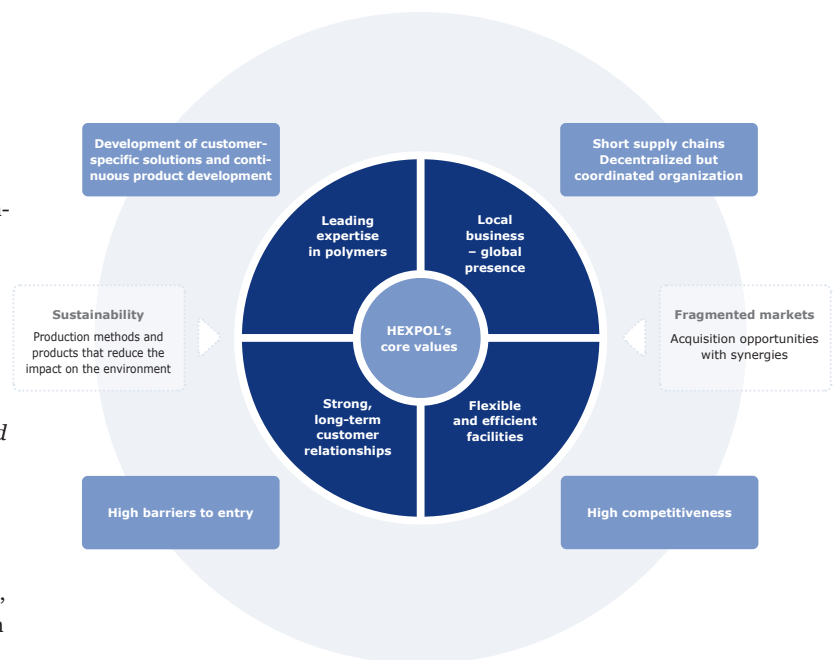 Development of customer-
specific solutions and conti-
nuous product development
Short supply chains
Decentralized but
coordinated organization
Leading
expertise
in polymers
Local
business
– global
presence
Sustainability
Production methods and
products that reduce the
impact on the environment
HEXPOL’s
core values
Fragmented markets
Acquisition opportunities
with synergies
Strong,
long-term
customer
relationships
Flexible
and efficient
facilities
High barriers to entry
High competitiveness